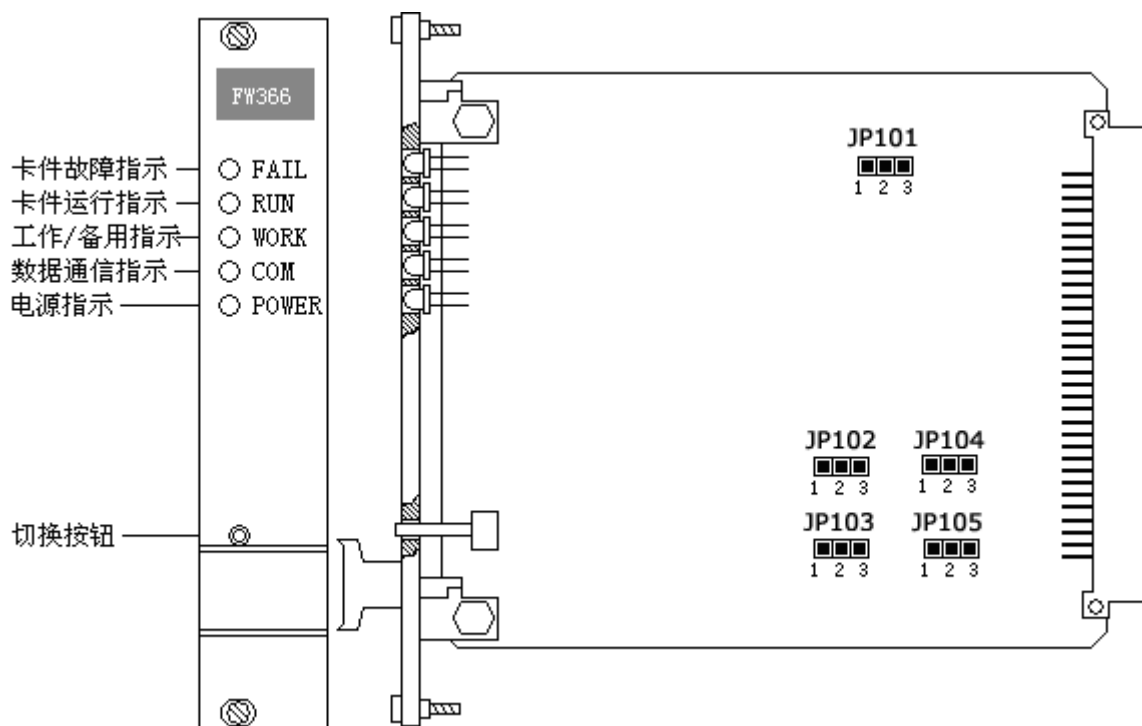 FW366
卡件故障指示 FAIL
卡件运行指示 RUN
工作/备用指示 WORK
数据通信指示 COM
电源指示 POWER
切换按钮
JP101
1 2 3
JP102 JP104
1 2 3 1 2 3
JP103 JP105
1 2 3 1 2 3